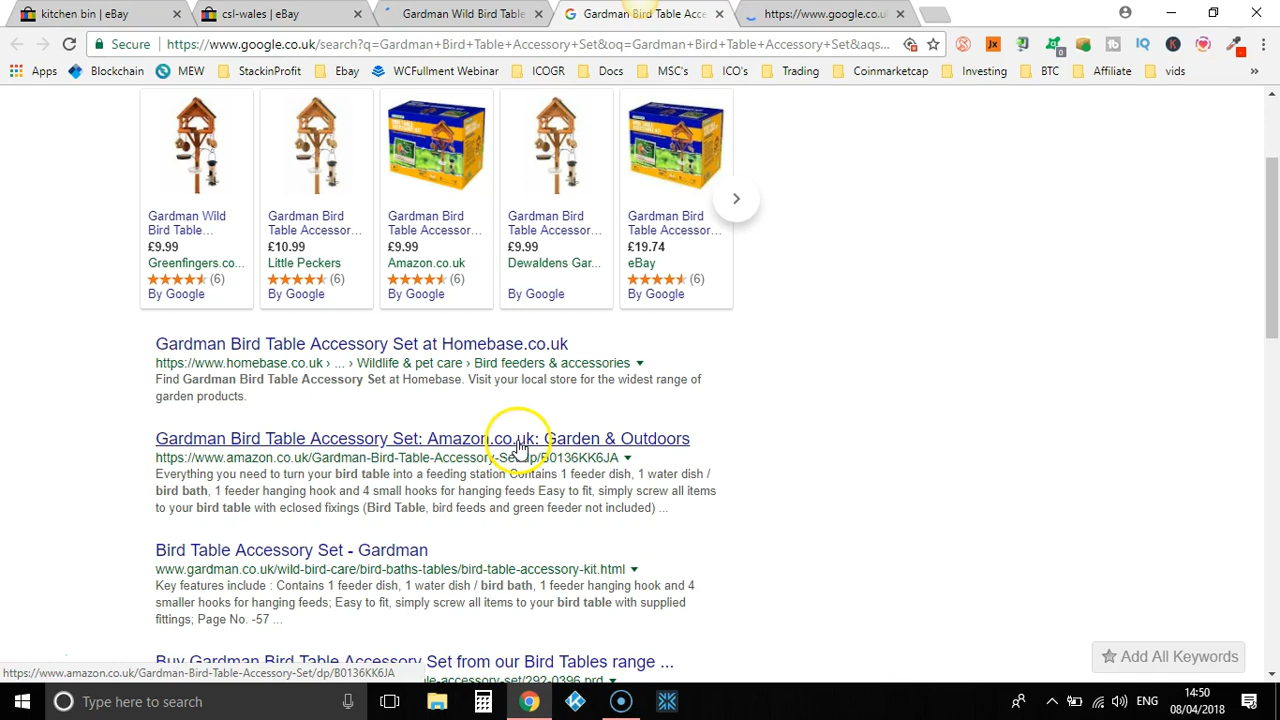 kitchen bin | eBay
csl-wales | eBay
Gardman Wild Bird Table
Gardman Bird Table Acce
https://www.google.co.u
Secure
https://www.google.co.uk/search?q=Gardman+Bird+Table+Accessory+Set&oq=Gardman+Bird+Table+Accessory+Set&aqs...
Apps
Blockchain
MEW
StackinProfit
Ebay
WCFullment Webinar
ICOGR
Docs
MSC's
ICO's
Trading
Coinmarketcap
Investing
BTC
Affiliate
vids
»
Gardman Wild
Bird Table...
£9.99
Greenfingers.co...
(6)
By Google
Gardman Bird
Table Accessor...
£10.99
Little Peckers
(6)
By Google
Gardman Bird
Table Accessor...
£9.99
Amazon.co.uk
(6)
By Google
Gardman Bird
Table Accessor...
£9.99
Dewaldens Gar...
By Google
Gardman Bird
Table Accessor...
£19.74
eBay
(6)
By Google
Gardman Bird Table Accessory Set at Homebase.co.uk
https://www.homebase.co.uk › ... › Wildlife & pet care › Bird feeders & accessories
Find Gardman Bird Table Accessory Set at Homebase. Visit your local store for the widest range of
garden products.
Gardman Bird Table Accessory Set: Amazon.co.uk: Garden & Outdoors
https://www.amazon.co.uk/Gardman-Bird-Table-Accessory-Set/dp/B0136KK6JA
Everything you need to turn your bird table into a feeding station Contains 1 feeder dish, 1 water dish /
bird bath, 1 feeder hanging hook and 4 small hooks for hanging feeds Easy to fit, simply screw all items
to your bird table with eclosed fixings (Bird Table, bird feeds and green feeder not included) ...
Bird Table Accessory Set - Gardman
www.gardman.co.uk/wild-bird-care/bird-baths-tables/bird-table-accessory-kit.html
Key features include : Contains 1 feeder dish, 1 water dish / bird bath, 1 feeder hanging hook and 4
smaller hooks for hanging feeds; Easy to fit, simply screw all items to your bird table with supplied
fittings; Page No. -57 ...
Buy Gardman Bird Table Accessory Set from our Bird Tables range ...
le-accessory-set/292-0396.prd
https://www.amazon.co.uk/Gardman-Bird-Table-Accessory-Set/dp/B0136KK6JA
Add All Keywords
Type here to search
ENG
14:50
08/04/2018